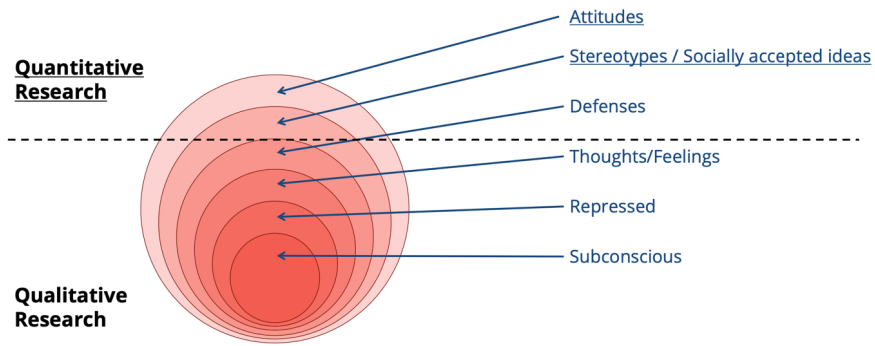 Attitudes
Stereotypes / Socially accepted ideas
Quantitative
Research
Defenses
Thoughts/Feelings
Repressed
Subconscious
Qualitative
Research